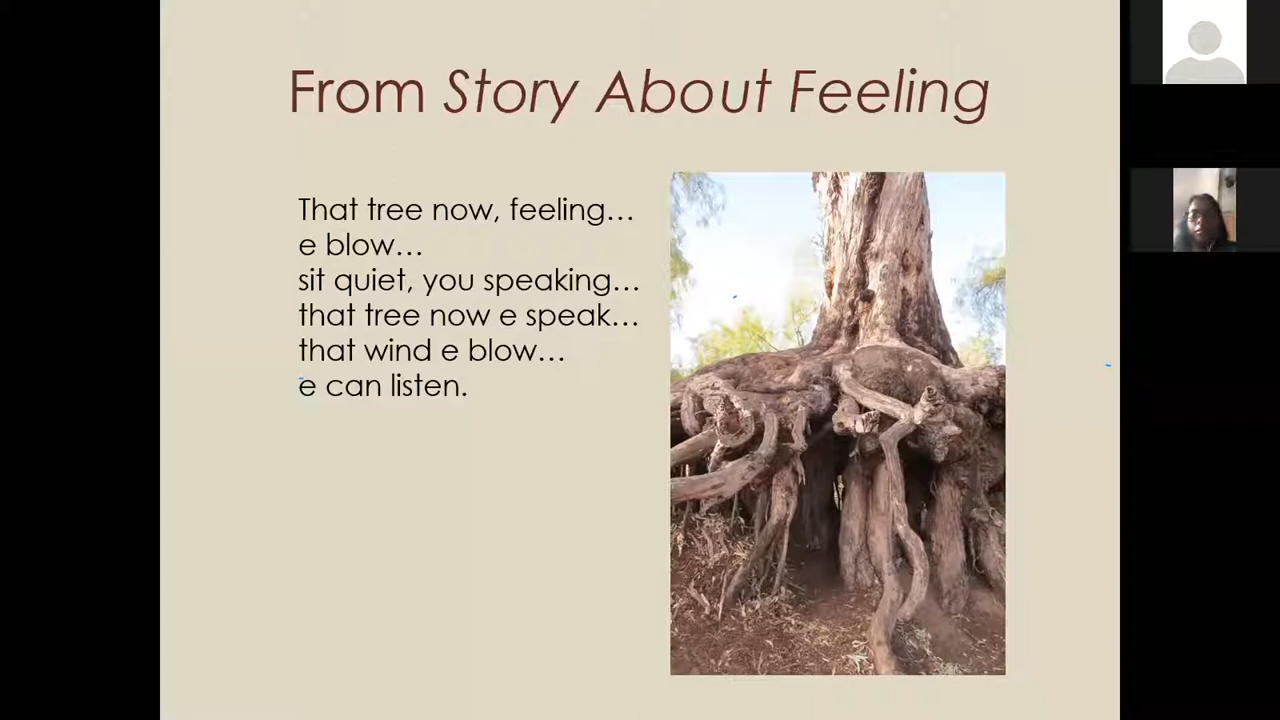 From Story About Feeling
That tree now, feeling...
e blow...
sit quiet, you speaking...
that tree now e speak...
that wind e blow...
e can listen.